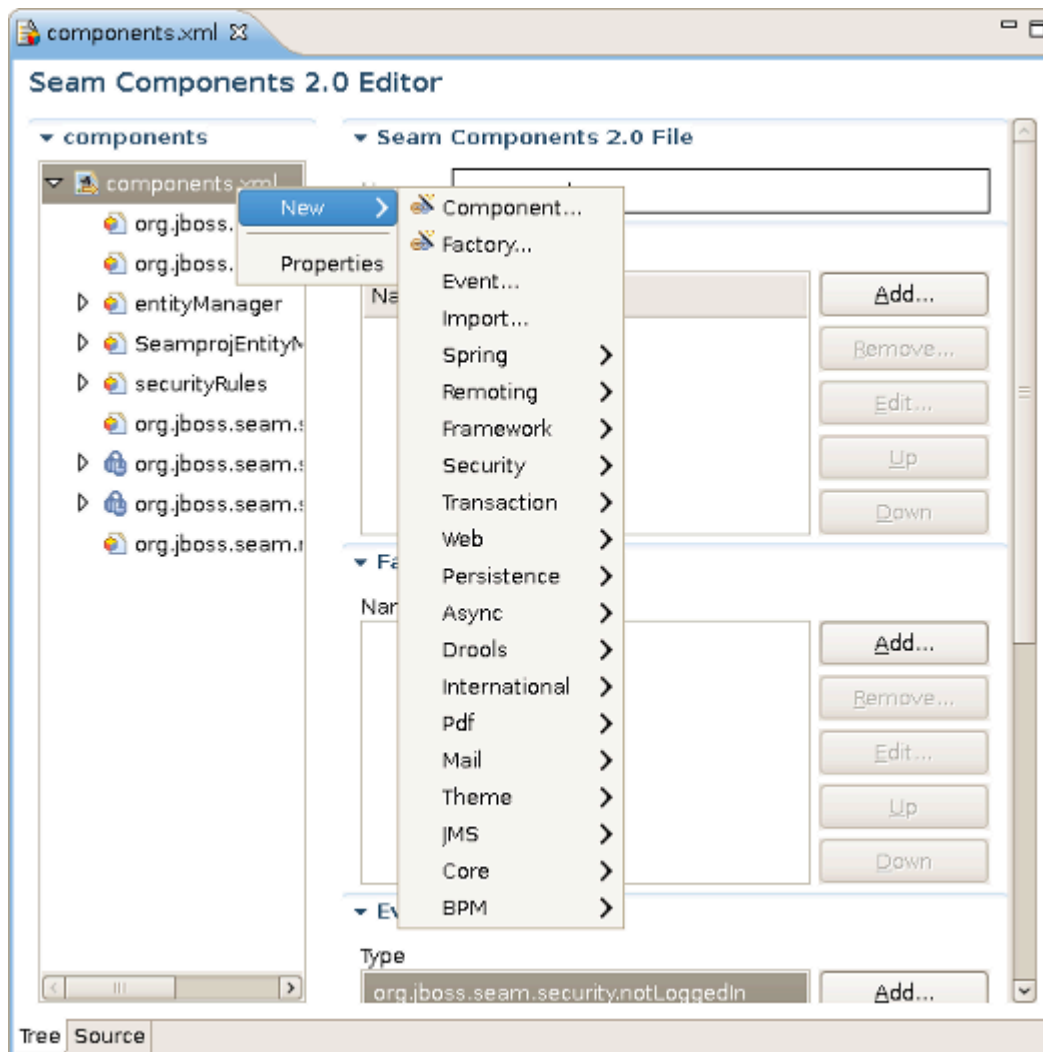 components.xml
Seam Components 2.0 Editor
components
Seam Components 2.0 File
components.xml
New
Component...
org.jboss.
Factory...
org.jboss.
Properties
Event...
entityManager
Import...
Add...
SeamprojEntity
Spring
Remove...
securityRules
Remoting
Edit...
org.jboss.seam.
Framework
Up
org.jboss.seam.
Security
org.jboss.seam.
Transaction
Down
org.jboss.seam.
Web
Persistence
Async
Drools
Add...
International
Remove...
Pdf
Mail
Edit...
Theme
Up
JMS
Core
Down
BPM
Type
org.jboss.seam.security.notLoggedIn
Add...
Tree
Source